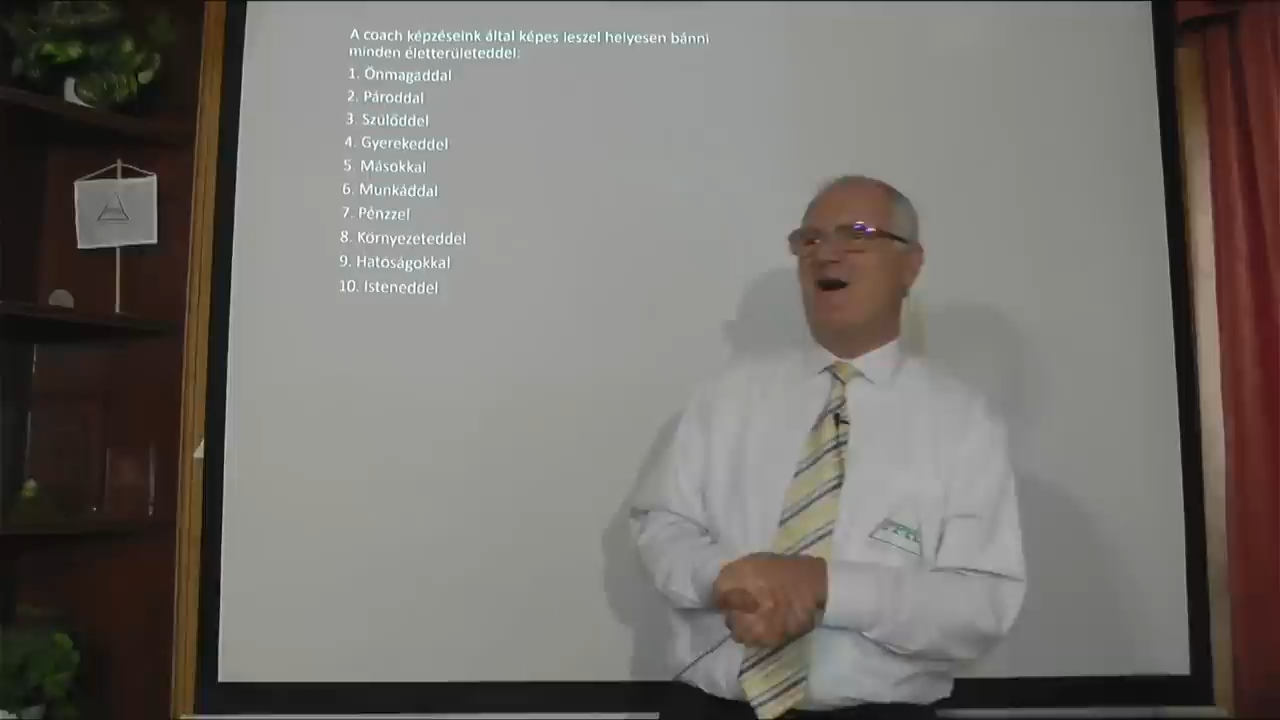 A coach képzéseink által képes leszel helyesen bánni
minden életterületeddel:
1. Önmagaddal
2. Pároddal
3. Szülőddel
4. Gyerekeddel
5. Másokkal
6. Munkáddal
7. Pénzzel
8. Környezeteddel
9. Hatóságokkal
10. Isteneddel